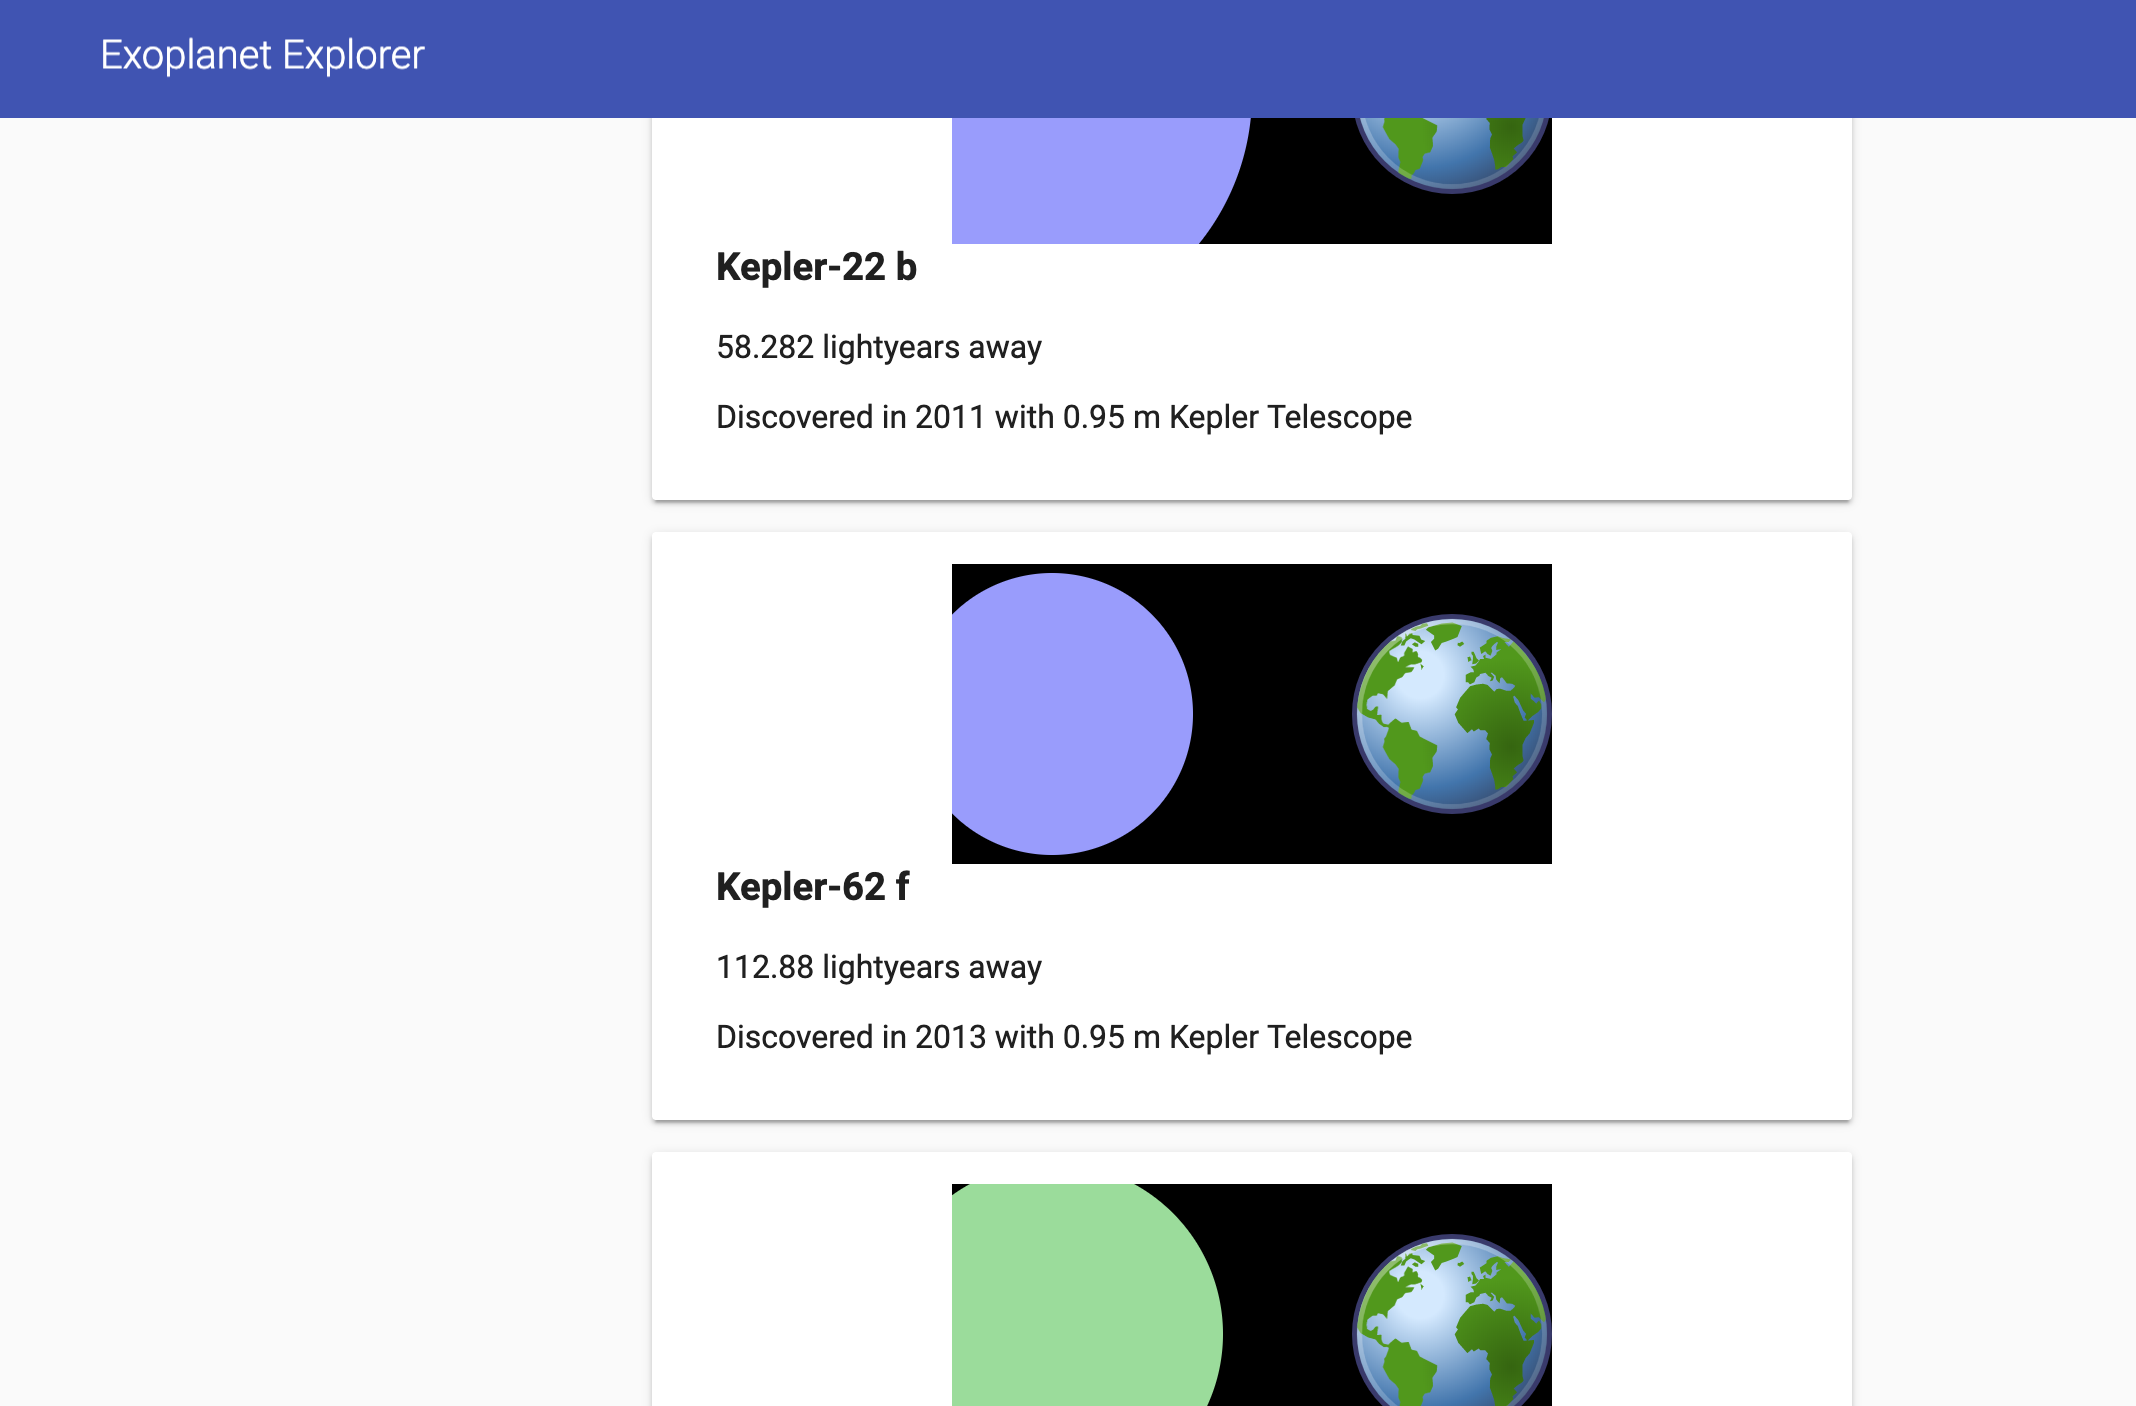 Exoplanet Explorer
Kepler-22 b
58.282 lightyears away
Discovered in 2011 with 0.95 m Kepler Telescope
Kepler-62 f
112.88 lightyears away
Discovered in 2013 with 0.95 m Kepler Telescope